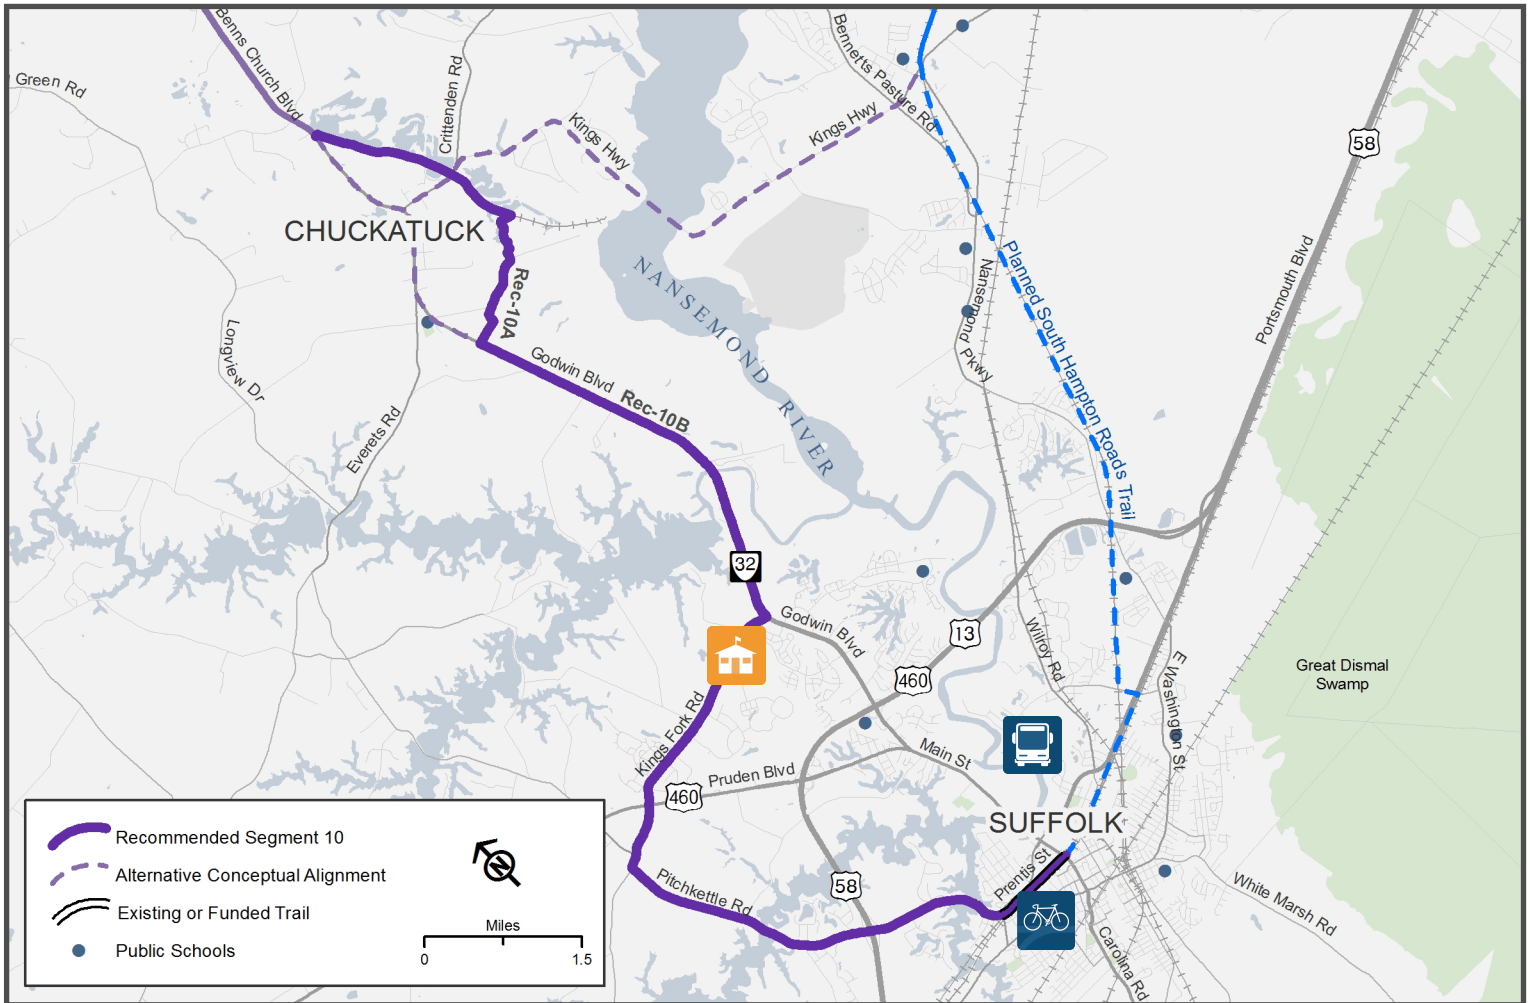 Benns Church Blvd
Green Rd
Crittenden Rd
Kings Hwy
Kings Hwy
Bennetts Pasture Rd
58
CHUCKATUCK
NANSEMOND RIVER
Rec-10A
Longview Dr
Everets Rd
Godwin Blvd
Rec-10B
Nansemond Pkwy
Planned South Hampton Roads Trail
Portsmouth Blvd
32
Godwin Blvd
13
460
Wilroy Rd
E Washington St
Great Dismal
Swamp
Kings Fork Rd
460
Pruden Blvd
Main St
SUFFOLK
58
Pitchkettle Rd
Prentis St
Carolina Rd
White Marsh Rd
Recommended Segment 10
Alternative Conceptual Alignment
Existing or Funded Trail
Public Schools
N
Miles
0
1.5